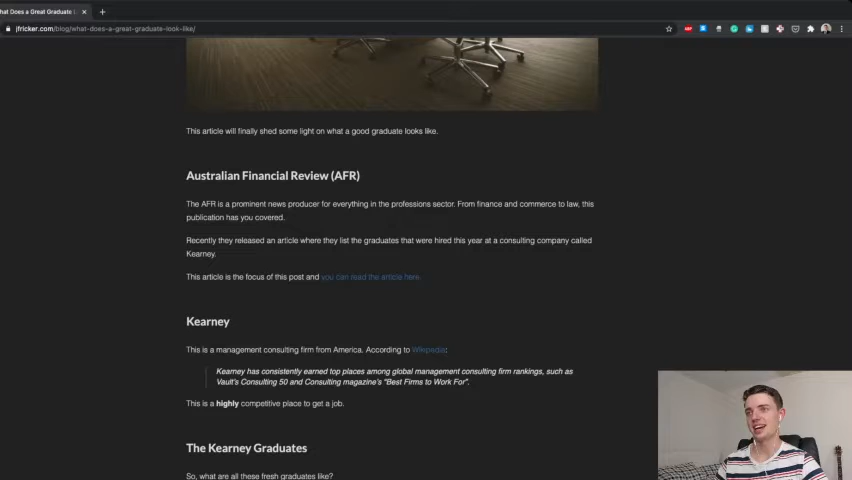 hat Does a Great Graduate
jfricker.com/blog/what-does-a-great-graduate-look-like/
This article will finally shed some light on what a good graduate looks like.
Australian Financial Review (AFR)
The AFR is a prominent news producer for everything in the professions sector. From finance and commerce to law, this
publication has you covered.
Recently they released an article where they list the graduates that were hired this year at a consulting company called
Kearney.
This article is the focus of this post and you can read the article here.
Kearney
This is a management consulting firm from America. According to Wikipedia:
Kearney has consistently earned top places among global management consulting firm rankings, such as
Vault's Consulting 50 and Consulting magazine's "Best Firms to Work For".
This is a highly competitive place to get a job.
The Kearney Graduates
So, what are all these fresh graduates like?